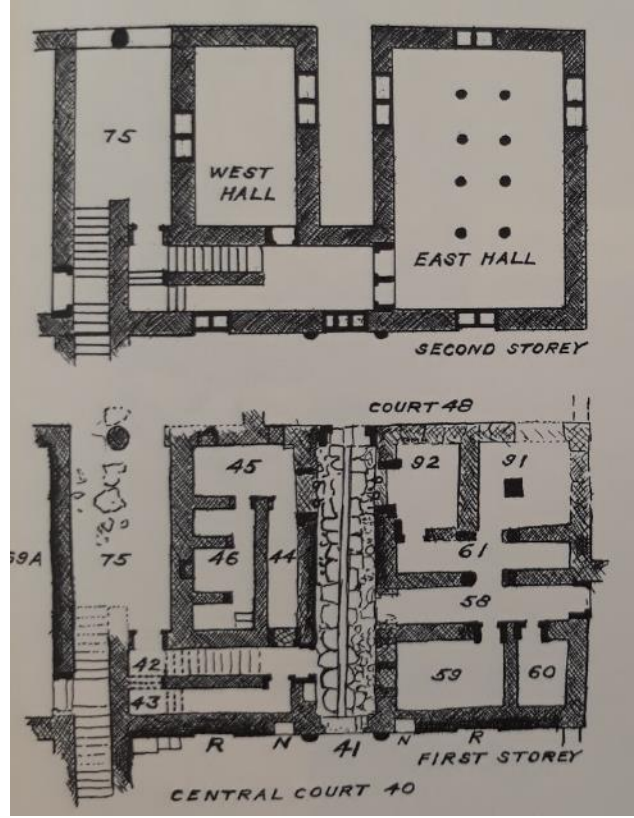 75
WEST
HALL
EAST HALL
SECOND STOREY
COURT 48
45
92
91
69A
75
46
44
61
58
42
59
60
43
R
N
41
N
R
FIRST STOREY
CENTRAL COURT 40